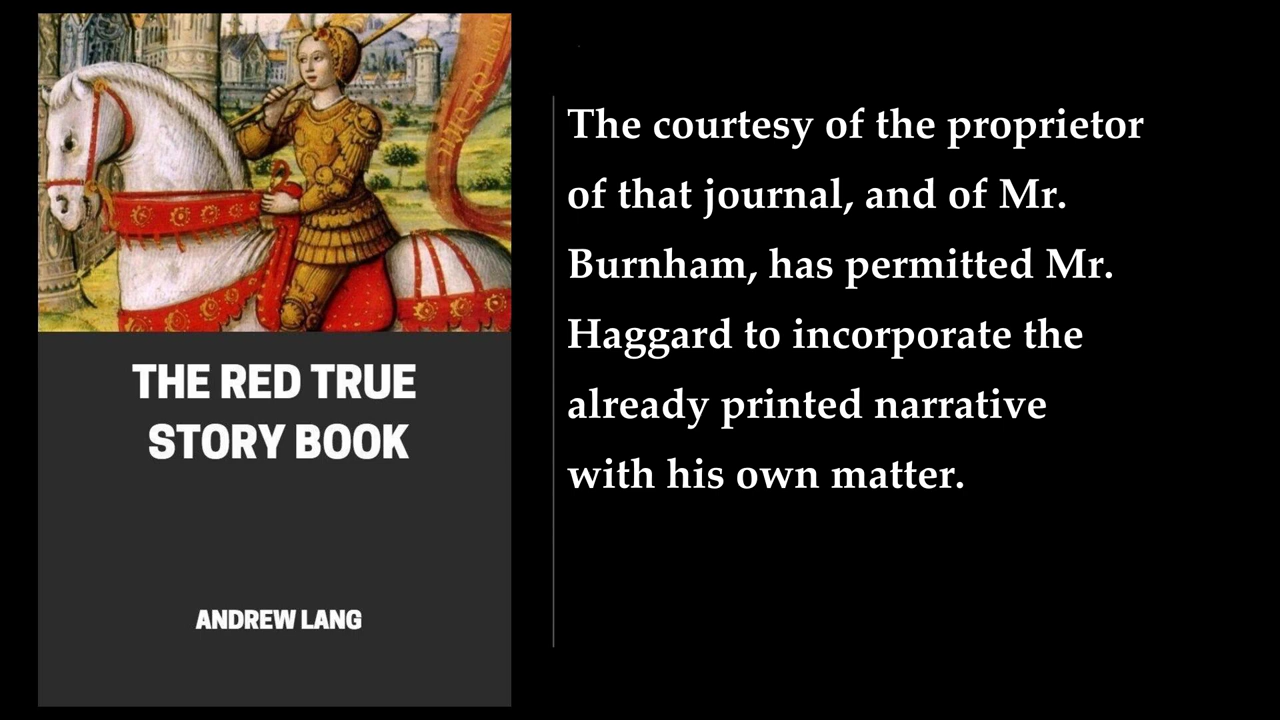 THE RED TRUE
STORY BOOK
ANDREW LANG
The courtesy of the proprietor
of that journal, and of Mr.
Burnham, has permitted Mr.
Haggard to incorporate the
already printed narrative
with his own matter.